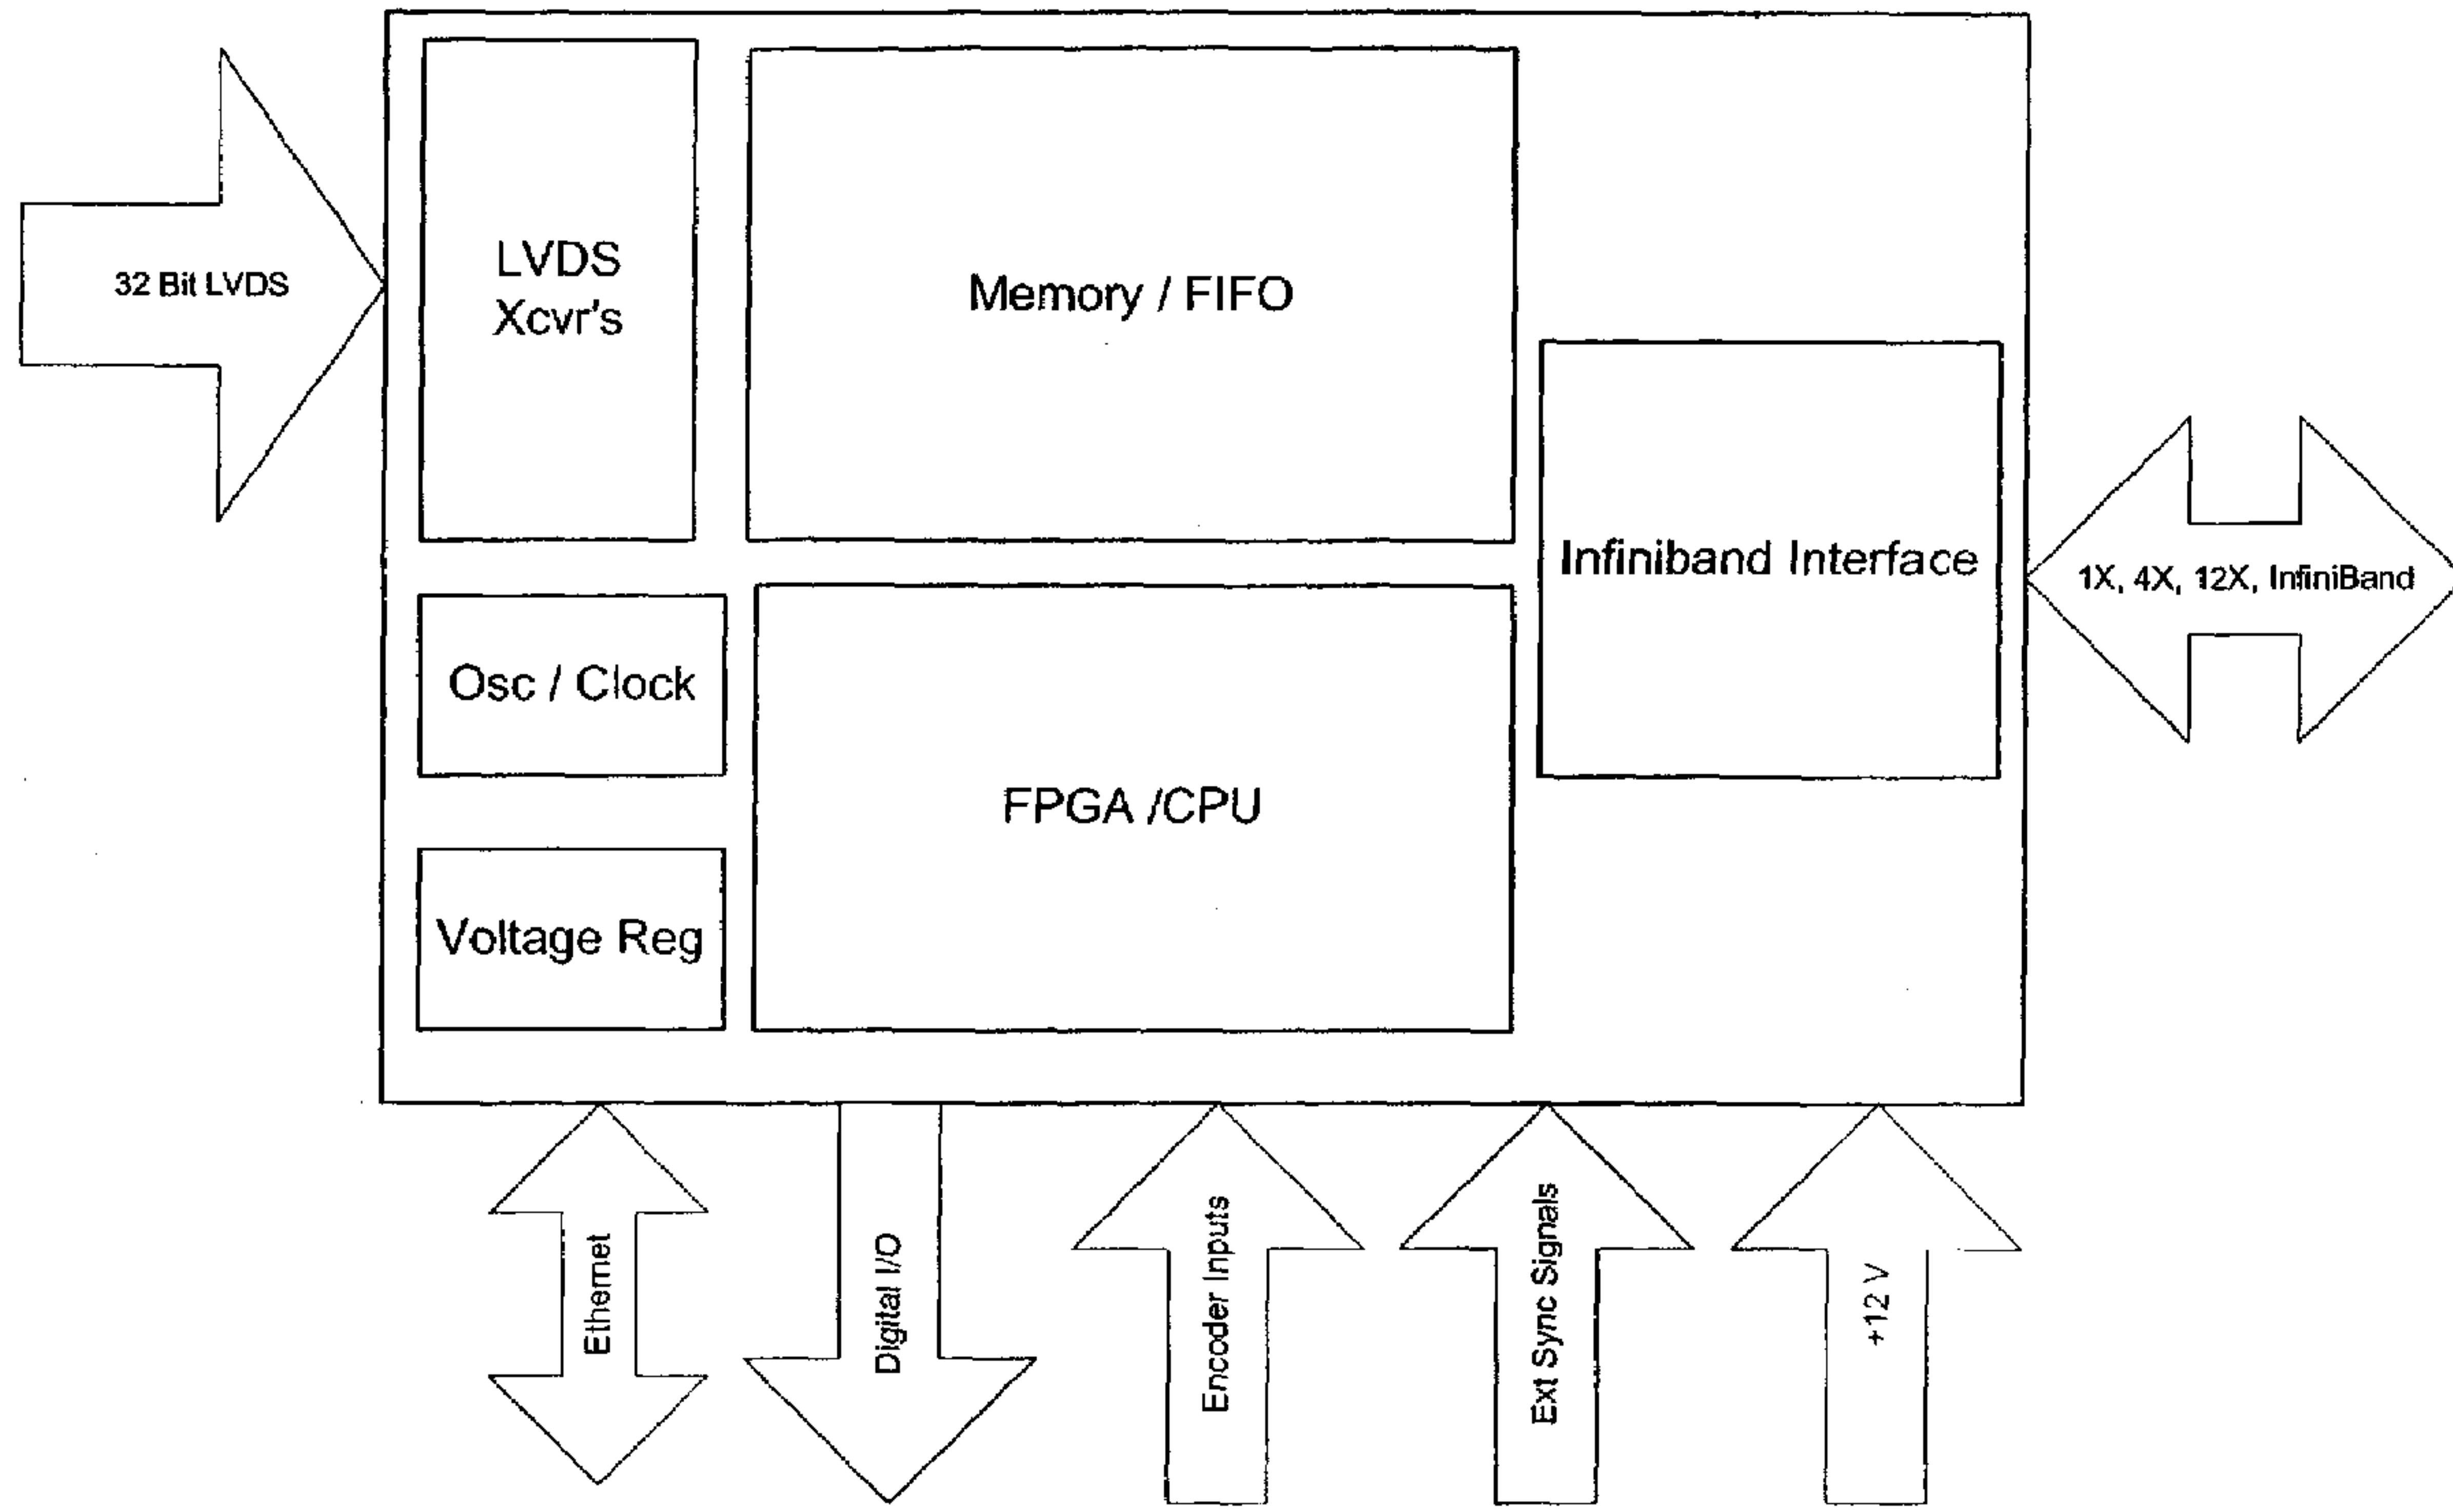 32 Bit LVDS
LVDS
Xcvr's
Memory / FIFO
Infiniband Interface
1X, 4X, 12X, InfiniBand
Osc / Clock
FPGA /CPU
Voltage Reg
Ethernet
Digital I/O
Encoder Inputs
Ext Sync Signals
+12 V